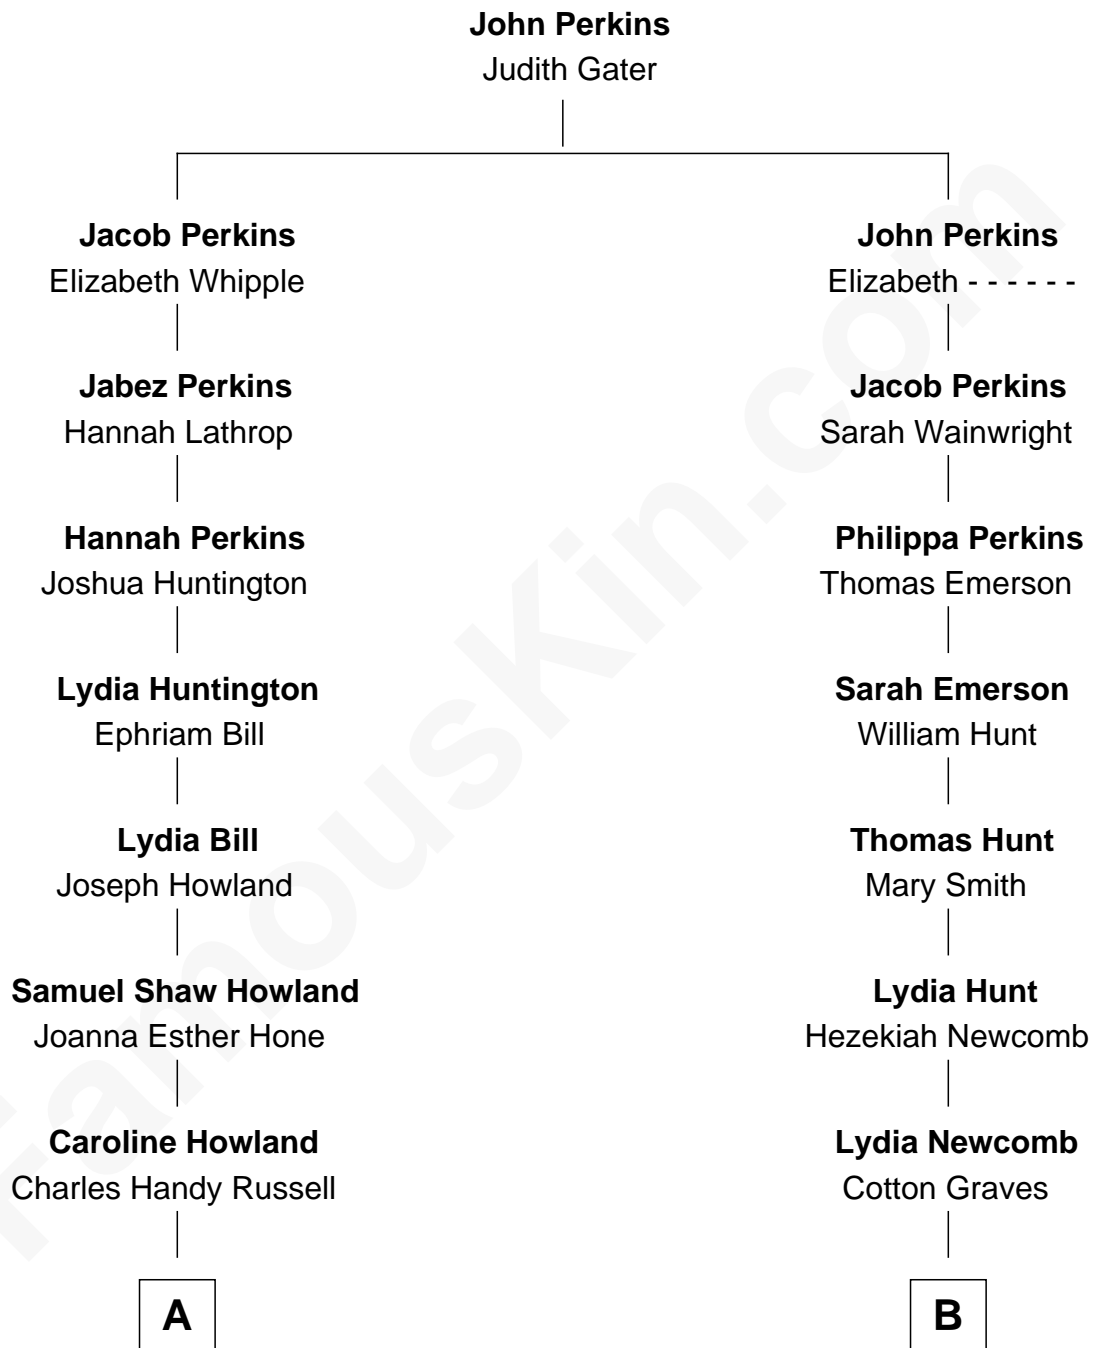 John Perkins
Judith Gater
Jacob Perkins
Elizabeth Whipple
John Perkins
Elizabeth - - - - - -
Jabez Perkins
Hannah Lathrop
Jacob Perkins
Sarah Wainwright
Hannah Perkins
Joshua Huntington
Philippa Perkins
Thomas Emerson
Lydia Huntington
Ephriam Bill
Sarah Emerson
William Hunt
Lydia Bill
Joseph Howland
Thomas Hunt
Mary Smith
Samuel Shaw Howland
Joanna Esther Hone
Lydia Hunt
Hezekiah Newcomb
Caroline Howland
Charles Handy Russell
Lydia Newcomb
Cotton Graves
A
B
FamousKin.com